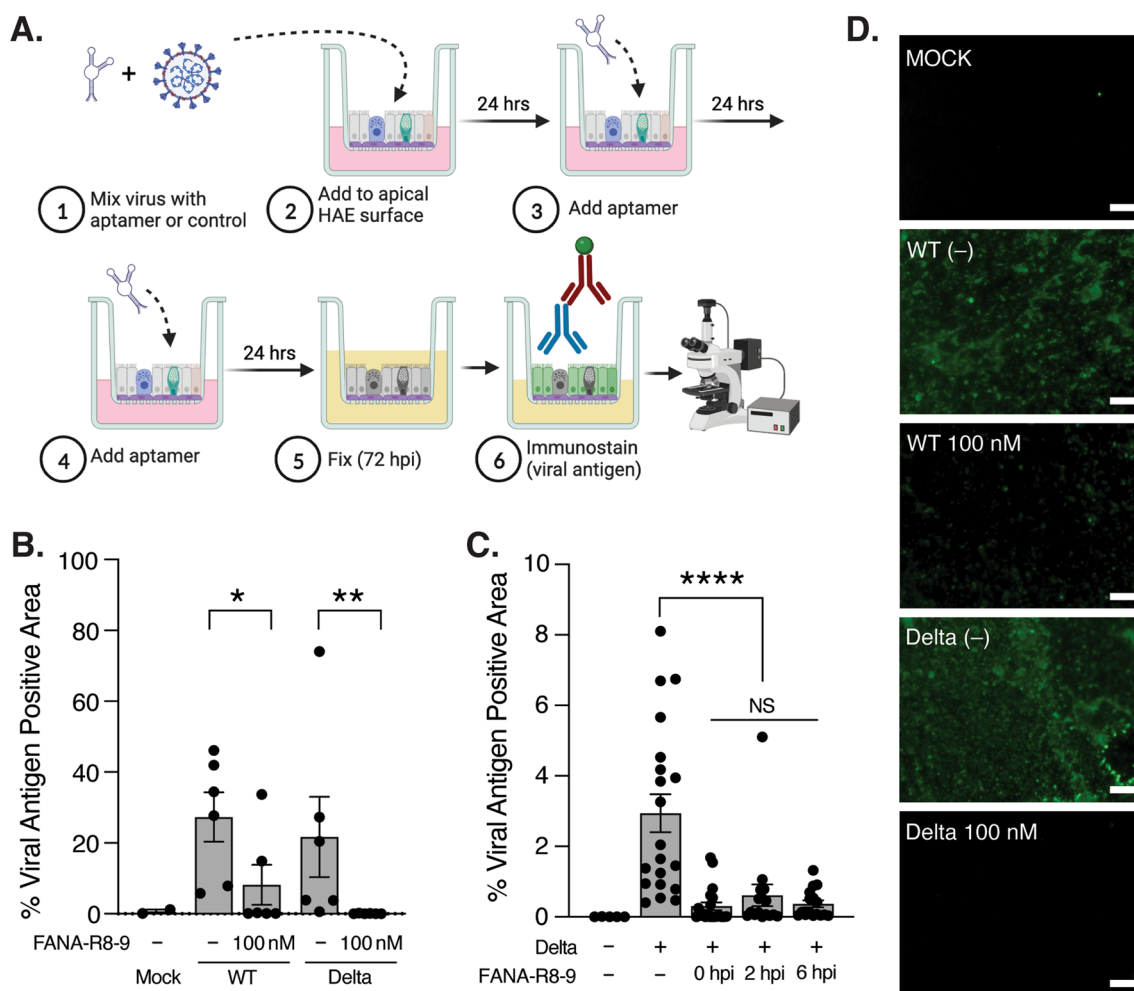 A.
+
24 hrs
24 hrs
1 Mix virus with
aptamer or control
2 Add to apical
HAE surface
3 Add aptamer
24 hrs
4 Add aptamer
5 Fix (72 hpi)
6 Immunostain
(viral antigen)
B.
% Viral Antigen Positive Area
100
80
60
40
20
0
*
**
FANA-R8-9
– – 100 nM – 100 nM
Mock WT Delta
C.
% Viral Antigen Positive Area
10
8
6
4
2
0
****
NS
Delta – + + + +
FANA-R8-9 – – 0 hpi 2 hpi 6 hpi
D.
MOCK
WT (–)
WT 100 nM
Delta (–)
Delta 100 nM